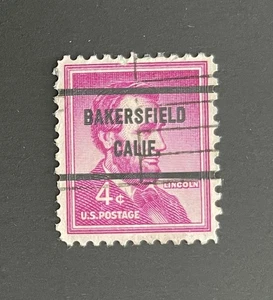 BAKERSFIELD
CALIF.
4¢
LINCOLN
U.S. POSTAGE